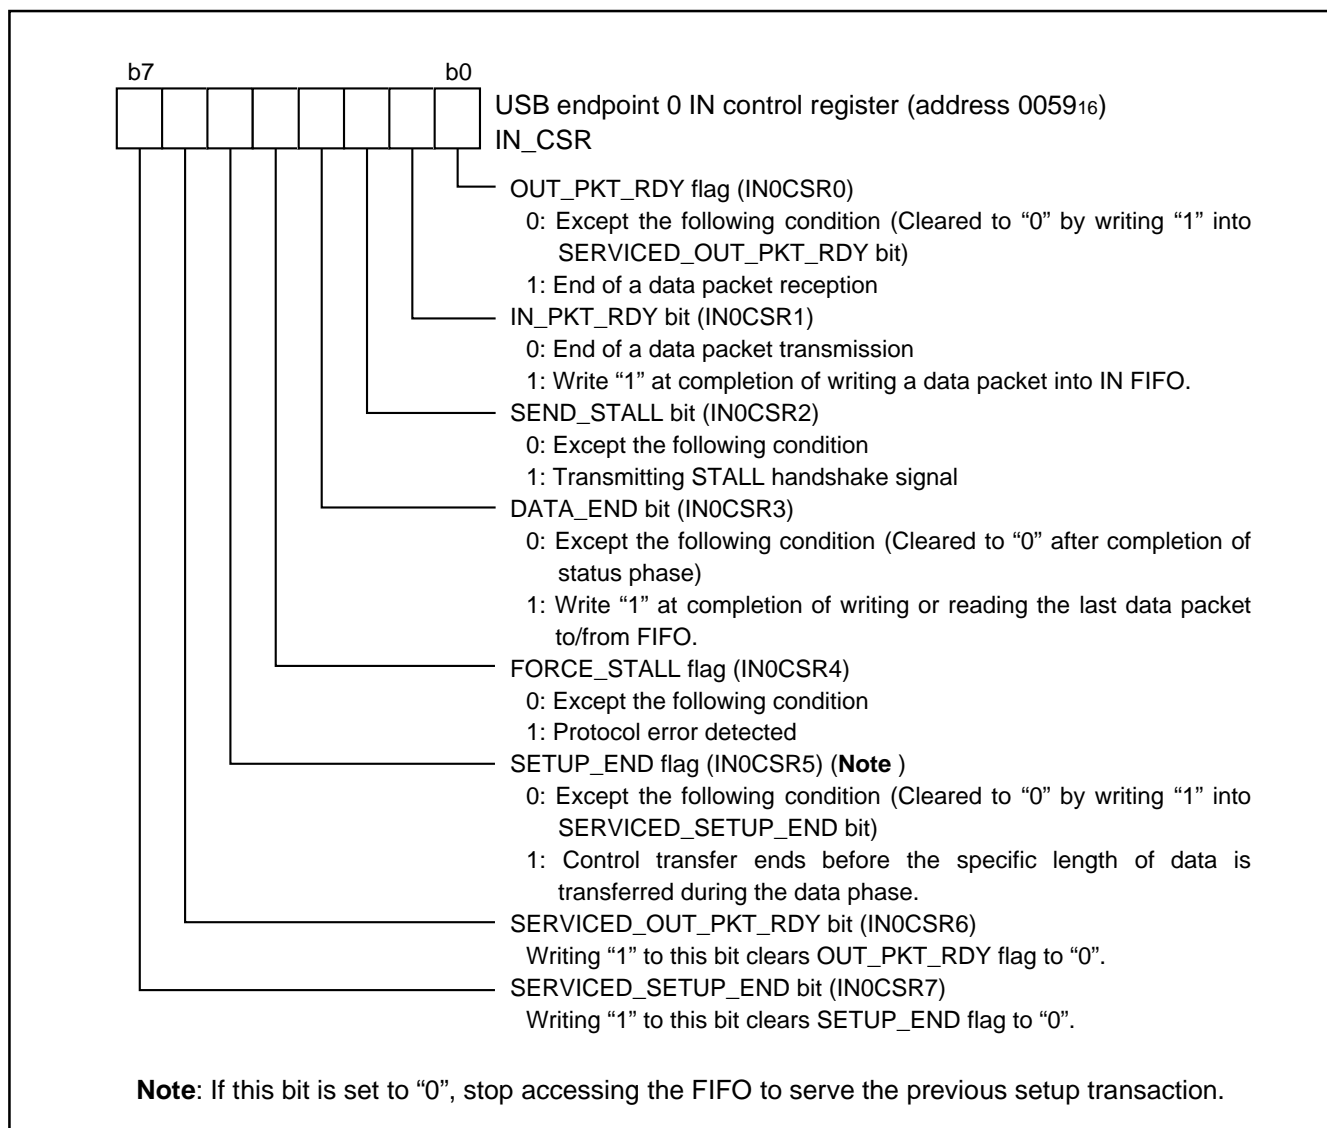 b7 b0
USB endpoint 0 IN control register (address 005916)
IN_CSR
OUT_PKT_RDY flag (IN0CSR0)
0: Except the following condition (Cleared to “0” by writing “1” into
SERVICED_OUT_PKT_RDY bit)
1: End of a data packet reception
IN_PKT_RDY bit (IN0CSR1)
0: End of a data packet transmission
1: Write “1” at completion of writing a data packet into IN FIFO.
SEND_STALL bit (IN0CSR2)
0: Except the following condition
1: Transmitting STALL handshake signal
DATA_END bit (IN0CSR3)
0: Except the following condition (Cleared to “0” after completion of
status phase)
1: Write “1” at completion of writing or reading the last data packet
to/from FIFO.
FORCE_STALL flag (IN0CSR4)
0: Except the following condition
1: Protocol error detected
SETUP_END flag (IN0CSR5) (Note )
0: Except the following condition (Cleared to “0” by writing “1” into
SERVICED_SETUP_END bit)
1: Control transfer ends before the specific length of data is
transferred during the data phase.
SERVICED_OUT_PKT_RDY bit (IN0CSR6)
Writing “1” to this bit clears OUT_PKT_RDY flag to “0”.
SERVICED_SETUP_END bit (IN0CSR7)
Writing “1” to this bit clears SETUP_END flag to “0”.
Note: If this bit is set to “0”, stop accessing the FIFO to serve the previous setup transaction.